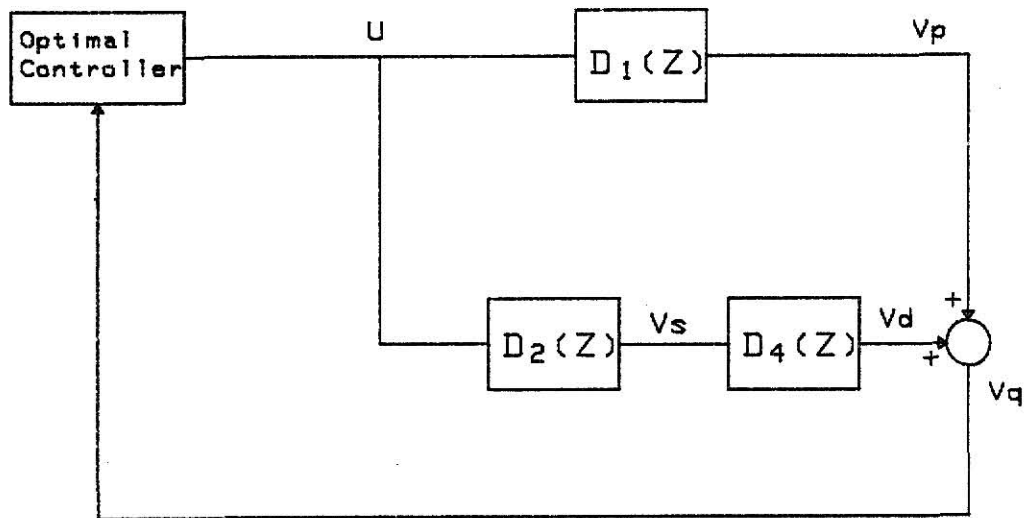 Optimal
Controller
U
D₁(Z)
Vp
D₂(Z)
Vs
D₄(Z)
Vd
+
+
Vq